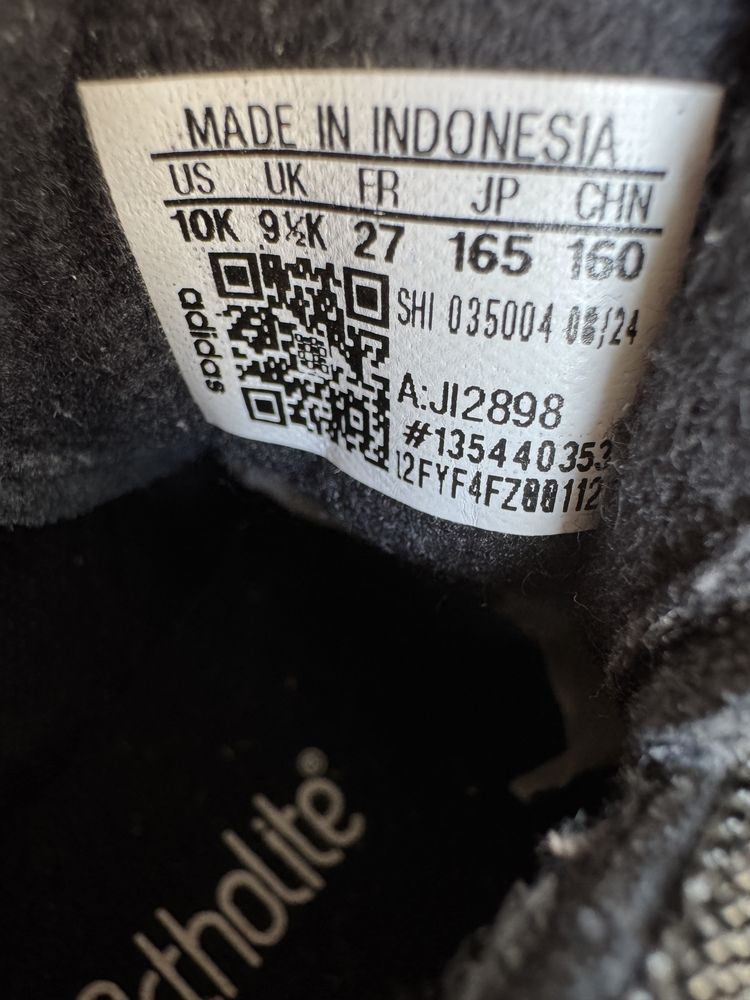 MADE IN INDONESIA
US UK FR JP CHN
10K 9½K 27 165 160
adidas
SHI 035004 08/24
A:JI2898
#135440353
12FYF4FZ00112
ortholite®